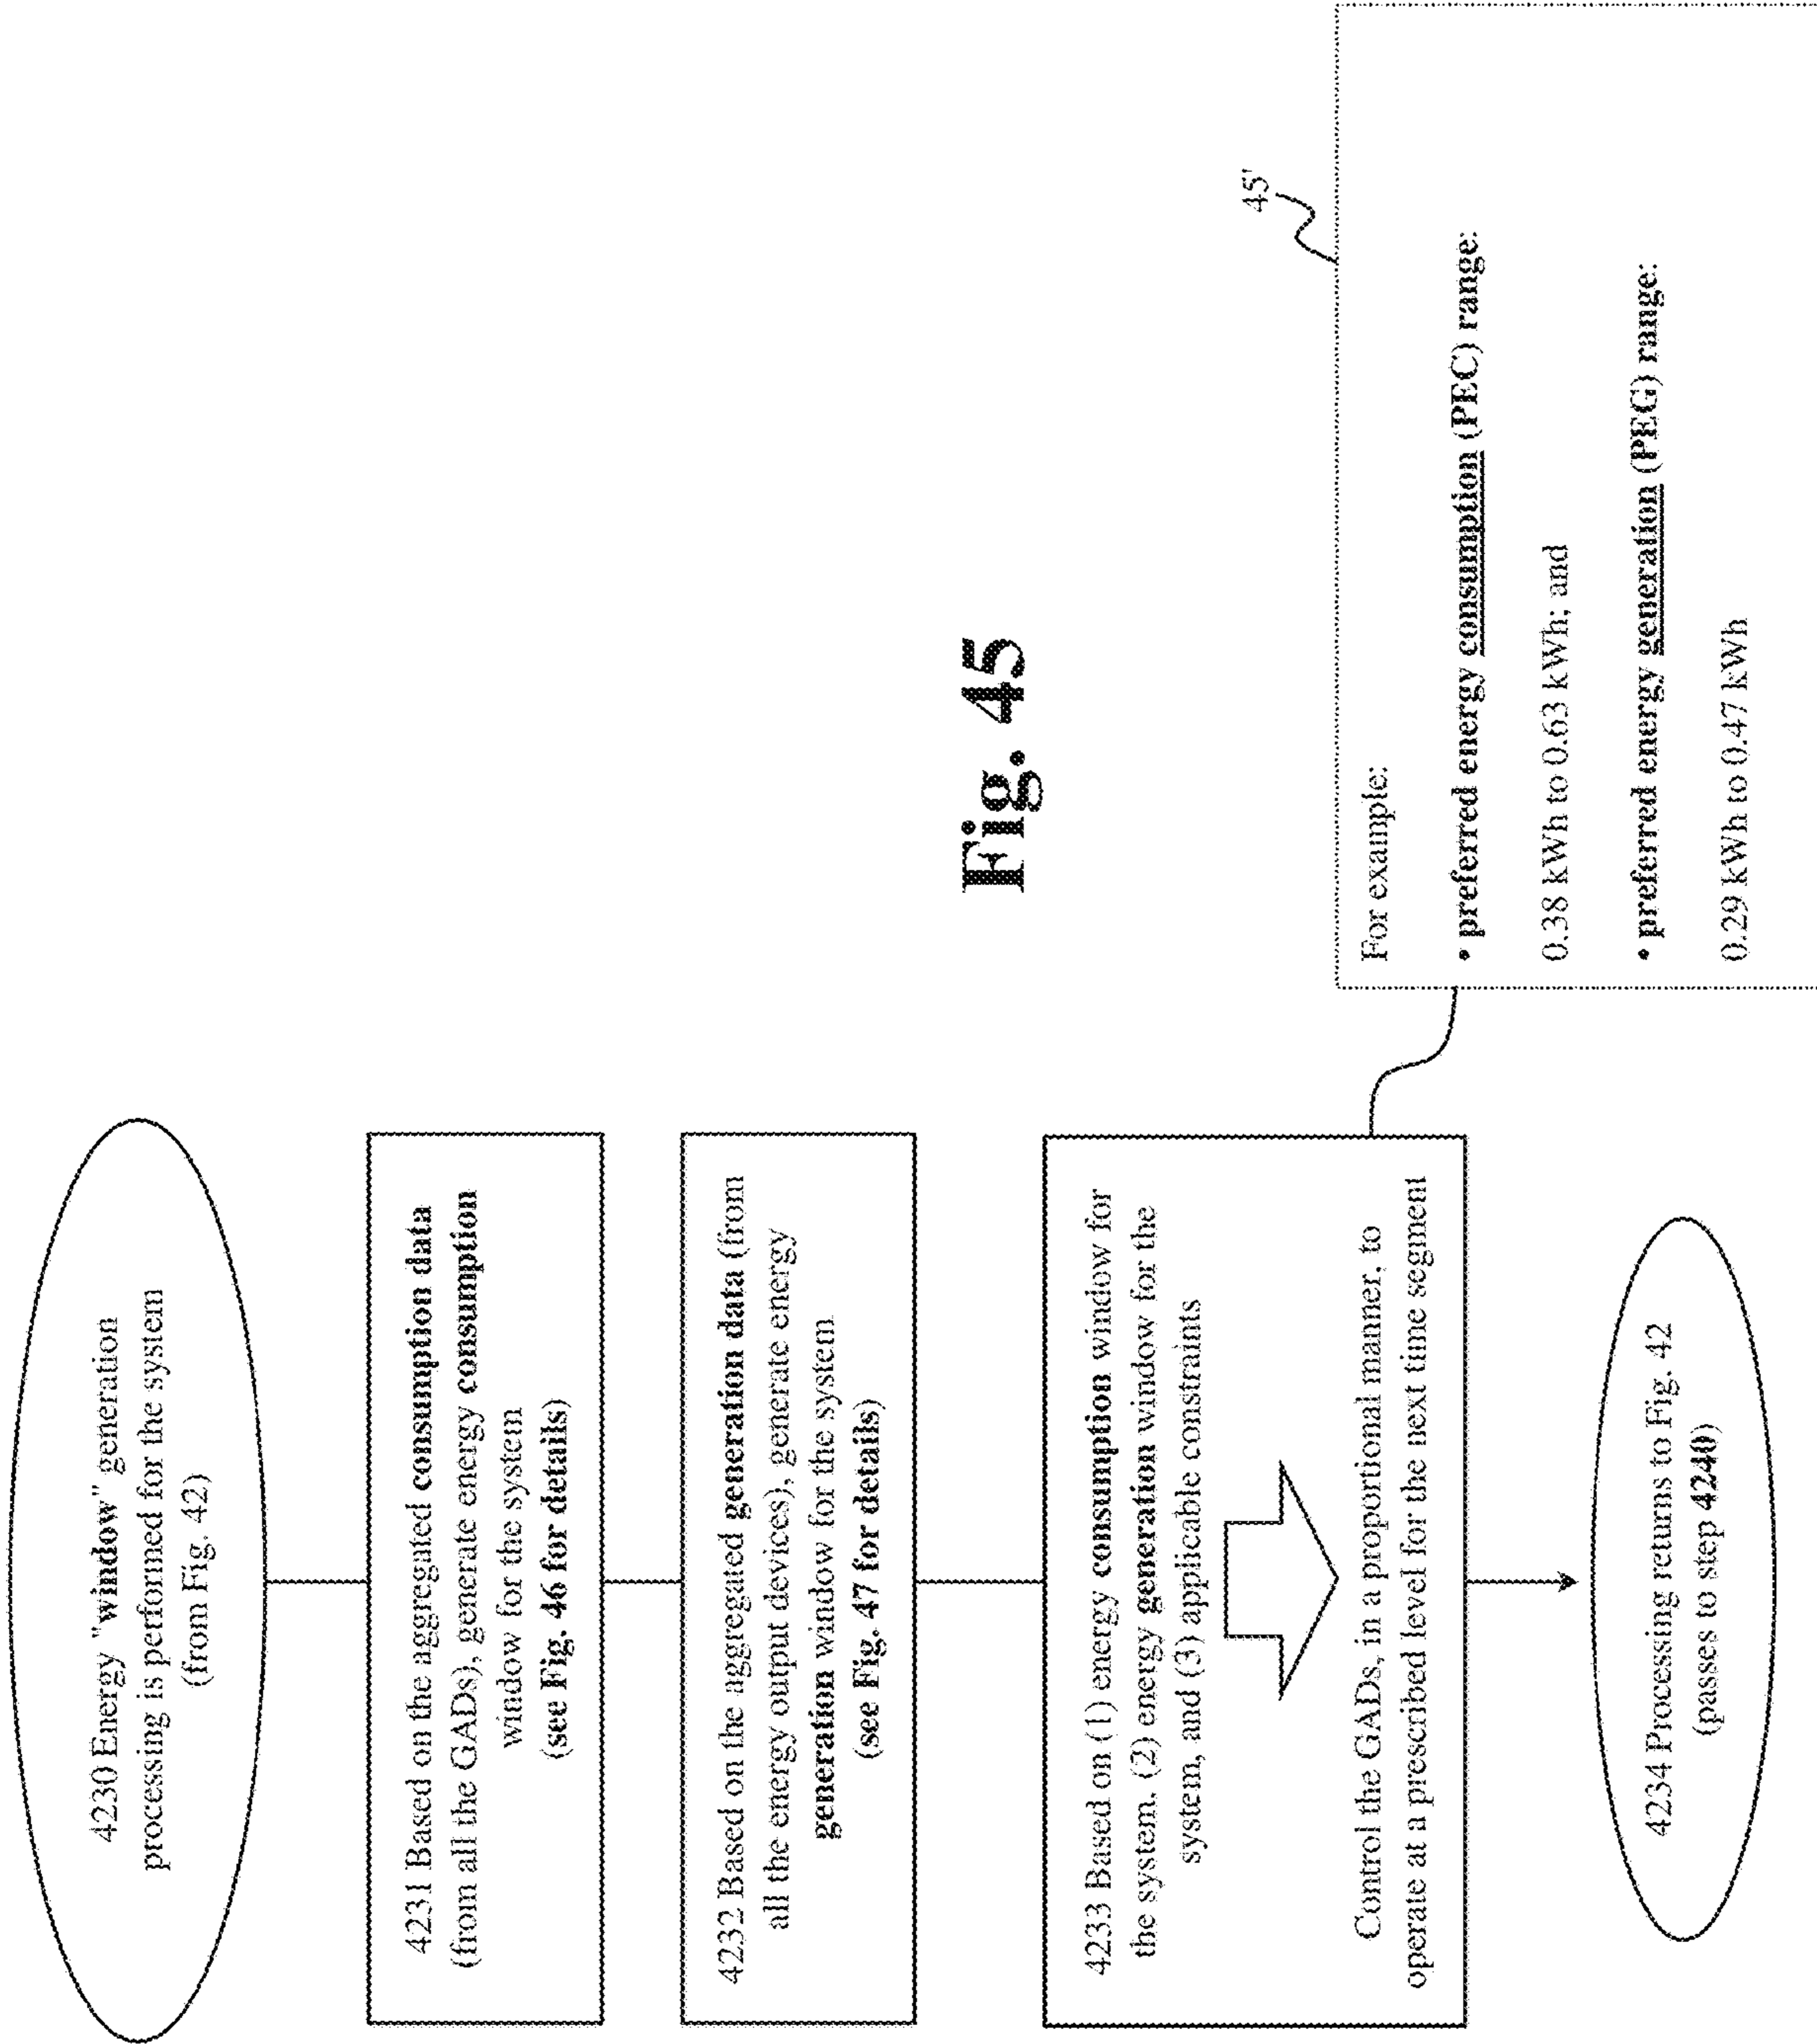 4230 Energy "window" generation
processing is performed for the system
(from Fig. 42)
4231 Based on the aggregated consumption data
(from all the GADs), generate energy consumption
window for the system
(see Fig. 46 for details)
4232 Based on the aggregated generation data (from
all the energy output devices), generate energy
generation window for the system
(see Fig. 47 for details)
4233 Based on (1) energy consumption window for
the system, (2) energy generation window for the
system, and (3) applicable constraints
Control the GADs, in a proportional manner, to
operate at a prescribed level for the next time segment
4234 Processing returns to Fig. 42
(passes to step 4240)
Fig. 45
45'
For example:
• preferred energy consumption (PEC) range:
0.38 kWh to 0.63 kWh; and
• preferred energy generation (PEG) range:
0.29 kWh to 0.47 kWh